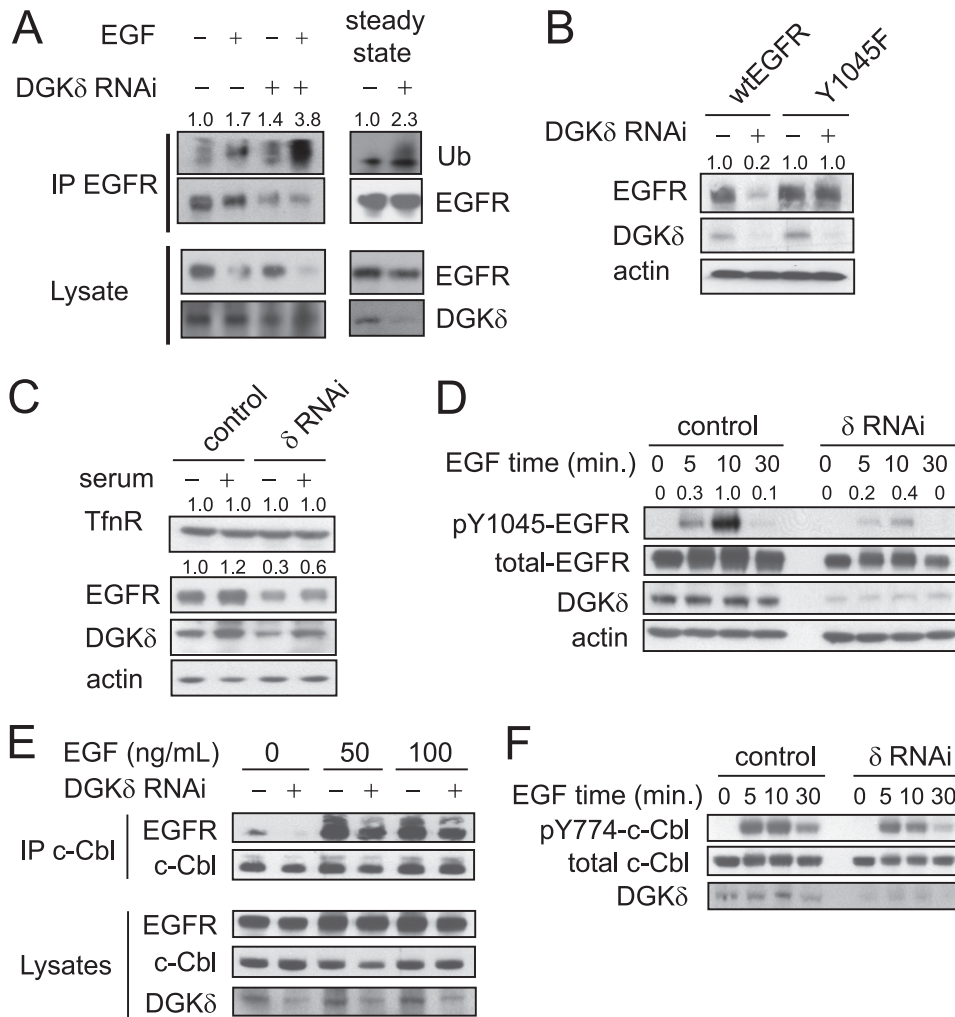 A
EGF – + – + steady state
DGKδ RNAi – – + + – +
1.0 1.7 1.4 3.8 1.0 2.3
IP EGFR
Ub
EGFR
Lysate
EGFR
DGKδ
B
wtEGFR Y1045F
DGKδ RNAi – + – +
1.0 0.2 1.0 1.0
EGFR
DGKδ
actin
C
control δ RNAi
serum – + – +
1.0 1.0 1.0 1.0
TfnR
1.0 1.2 0.3 0.6
EGFR
DGKδ
actin
D
control δ RNAi
EGF time (min.) 0 5 10 30 0 5 10 30
0 0.3 1.0 0.1 0 0.2 0.4 0
pY1045-EGFR
total-EGFR
DGKδ
actin
E
EGF (ng/mL) 0 50 100
DGKδ RNAi – + – + – +
IP c-Cbl
EGFR
c-Cbl
Lysates
EGFR
c-Cbl
DGKδ
F
control δ RNAi
EGF time (min.) 0 5 10 30 0 5 10 30
pY774-c-Cbl
total c-Cbl
DGKδ